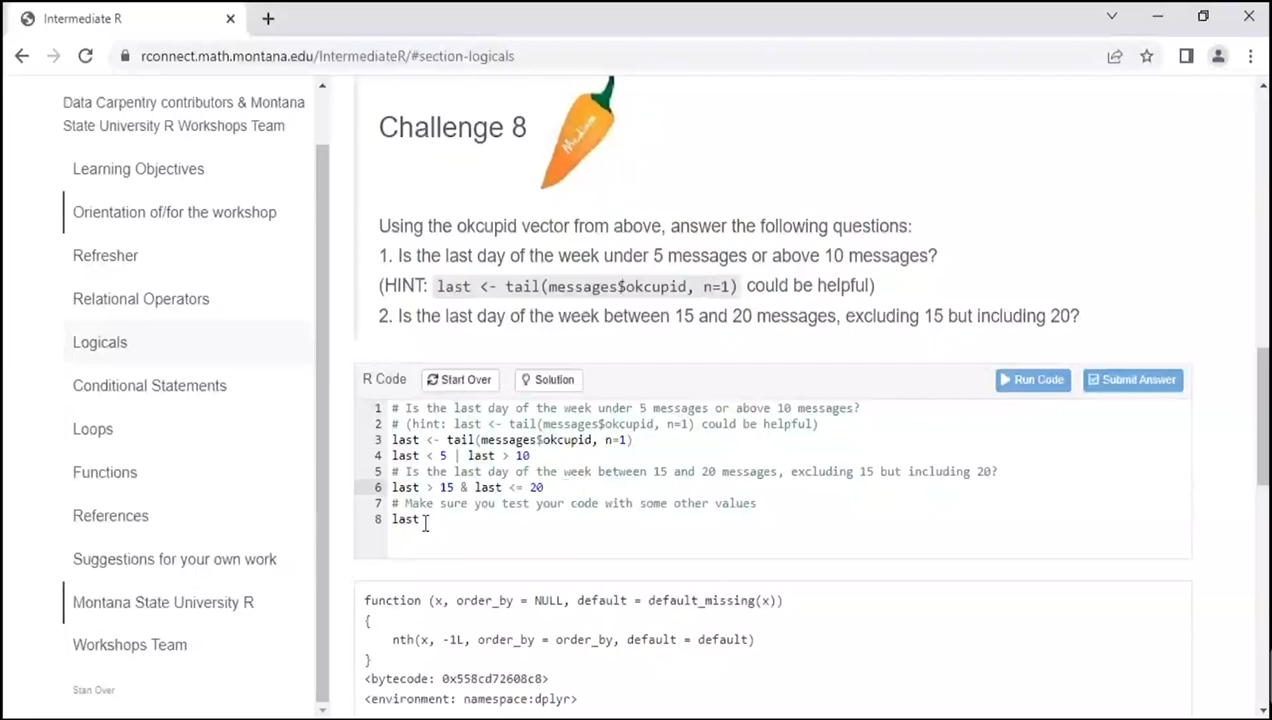 Intermediate R
rconnect.math.montana.edu/IntermediateR/#section-logicals
Data Carpentry contributors & Montana
State University R Workshops Team
Learning Objectives
Orientation of/for the workshop
Refresher
Relational Operators
Logicals
Conditional Statements
Loops
Functions
References
Suggestions for your own work
Montana State University R
Workshops Team
Start Over
Challenge 8
Medium
Using the okcupid vector from above, answer the following questions:
1. Is the last day of the week under 5 messages or above 10 messages?
(HINT: last <- tail(messages$okcupid, n=1) could be helpful)
2. Is the last day of the week between 15 and 20 messages, excluding 15 but including 20?
R Code Start Over Solution Run Code Submit Answer
1 # Is the last day of the week under 5 messages or above 10 messages?
2 # (hint: last <- tail(messages$okcupid, n=1) could be helpful)
3 last <- tail(messages$okcupid, n=1)
4 last < 5 | last > 10
5 # Is the last day of the week between 15 and 20 messages, excluding 15 but including 20?
6 last > 15 & last <= 20
7 # Make sure you test your code with some other values
8 last
function (x, order_by = NULL, default = default_missing(x))
{
nth(x, -1L, order_by = order_by, default = default)
}
<bytecode: 0x558cd72608c8>
<environment: namespace:dplyr>